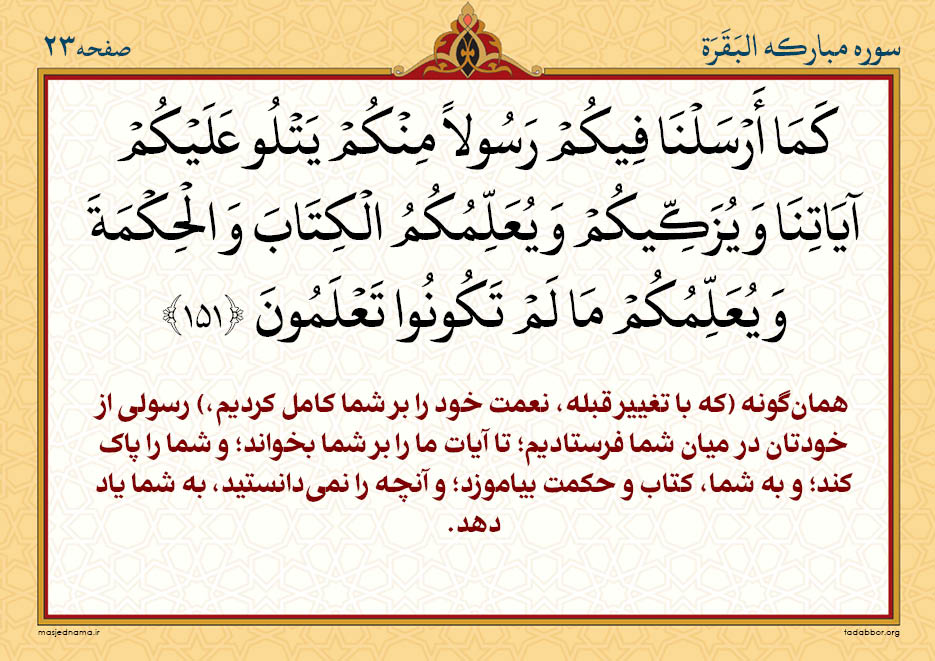 سوره مبارکه البَقَرَة
صفحه۲۳
كَمَا أَرْسَلْنَا فِيكُمْ رَسُولاً مِنْكُمْ يَتْلُو عَلَيْكُمْ
آيَاتِنَا وَ يُزَكِّيكُمْ وَ يُعَلِّمُكُمُ الْكِتَابَ وَ الْحِكْمَةَ
وَ يُعَلِّمُكُمْ مَا لَمْ تَكُونُوا تَعْلَمُونَ ﴿۱۵۱﴾
همان‌گونه (که با تغییر قبله، نعمت خود را بر شما کامل کردیم،) رسولی از
خودتان در میان شما فرستادیم؛ تا آیات ما را بر شما بخواند؛ و شما را پاک
کند؛ و به شما، کتاب و حکمت بیاموزد؛ و آنچه را نمی‌دانستید، به شما یاد
دهد.
masjednama.ir
tadabbor.org